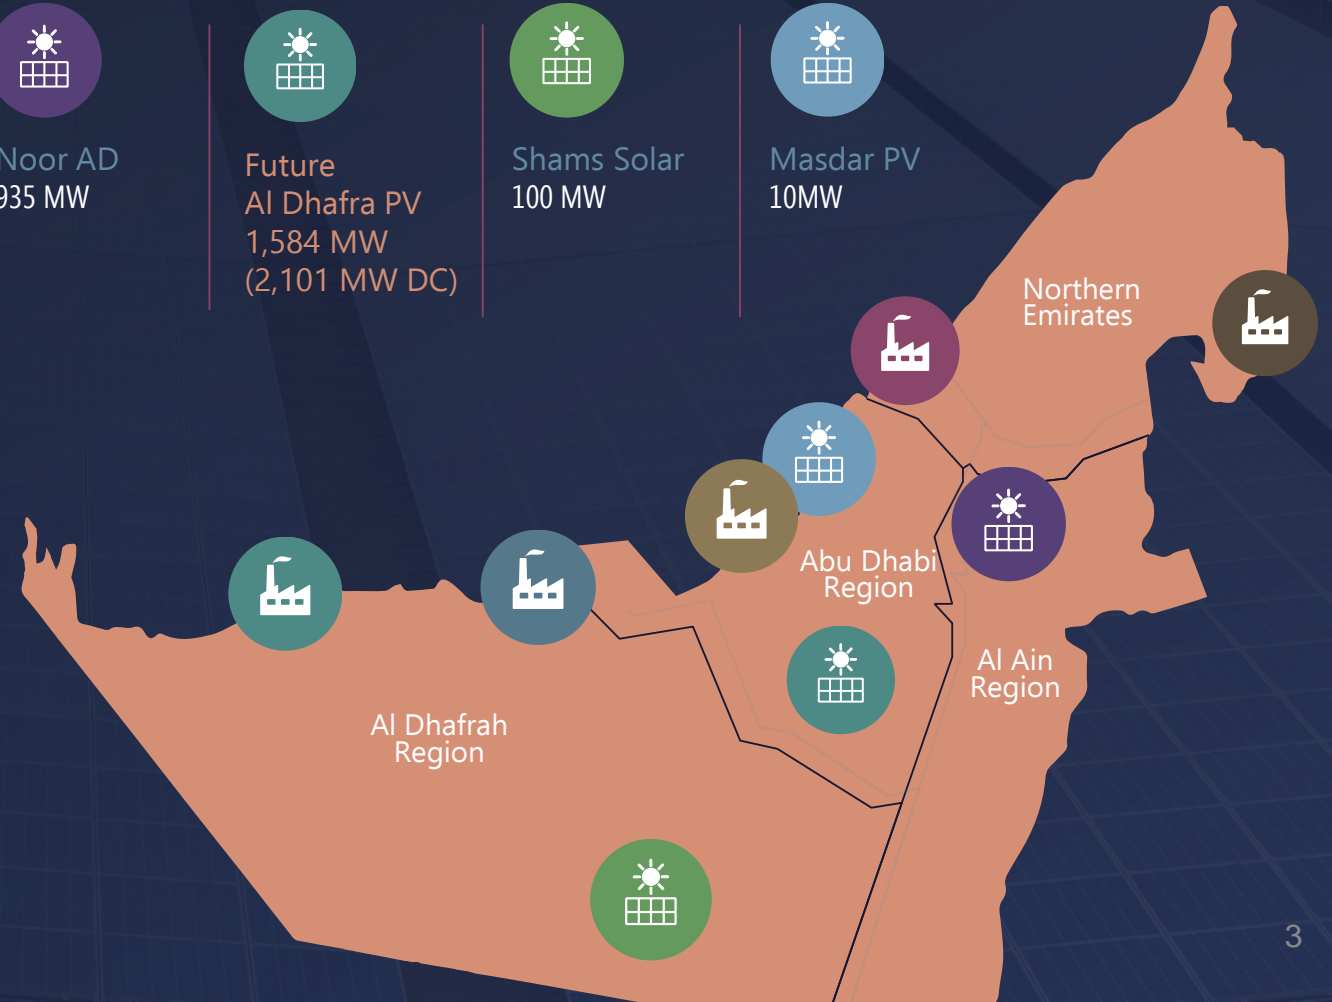 Noor AD
935 MW
Future
Al Dhafra PV
1,584 MW
(2,101 MW DC)
Shams Solar
100 MW
Masdar PV
10MW
Northern
Emirates
Abu Dhabi
Region
Al Ain
Region
Al Dhafrah
Region
3